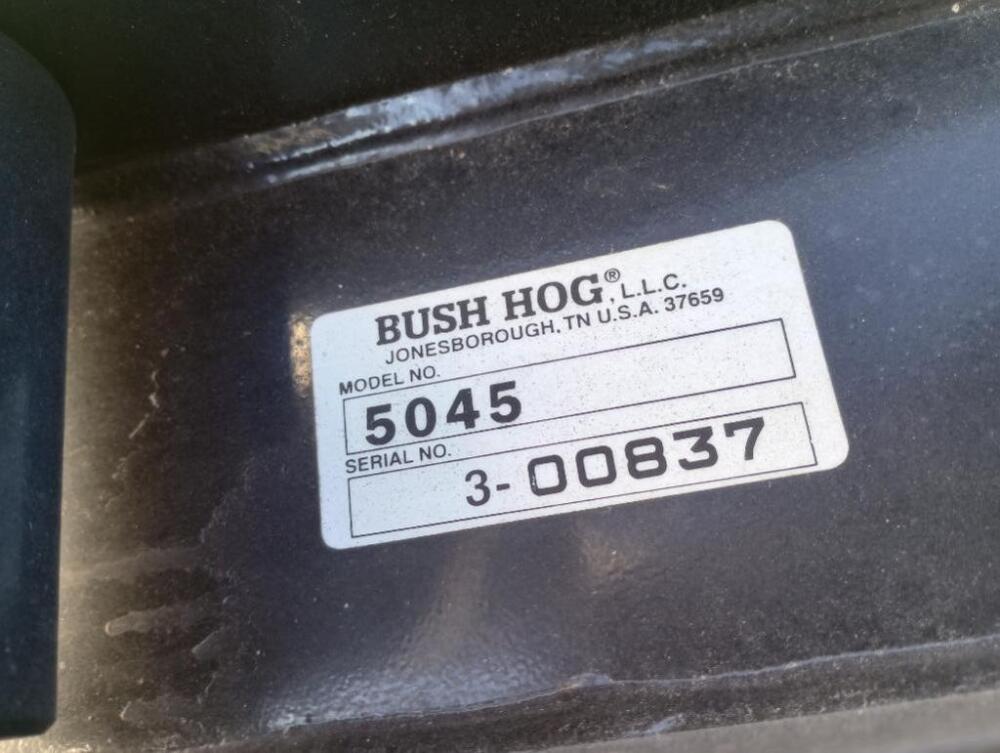 BUSH HOG®, L.L.C.
JONESBOROUGH, TN U.S.A. 37659
MODEL NO.
5045
SERIAL NO.
3-00837